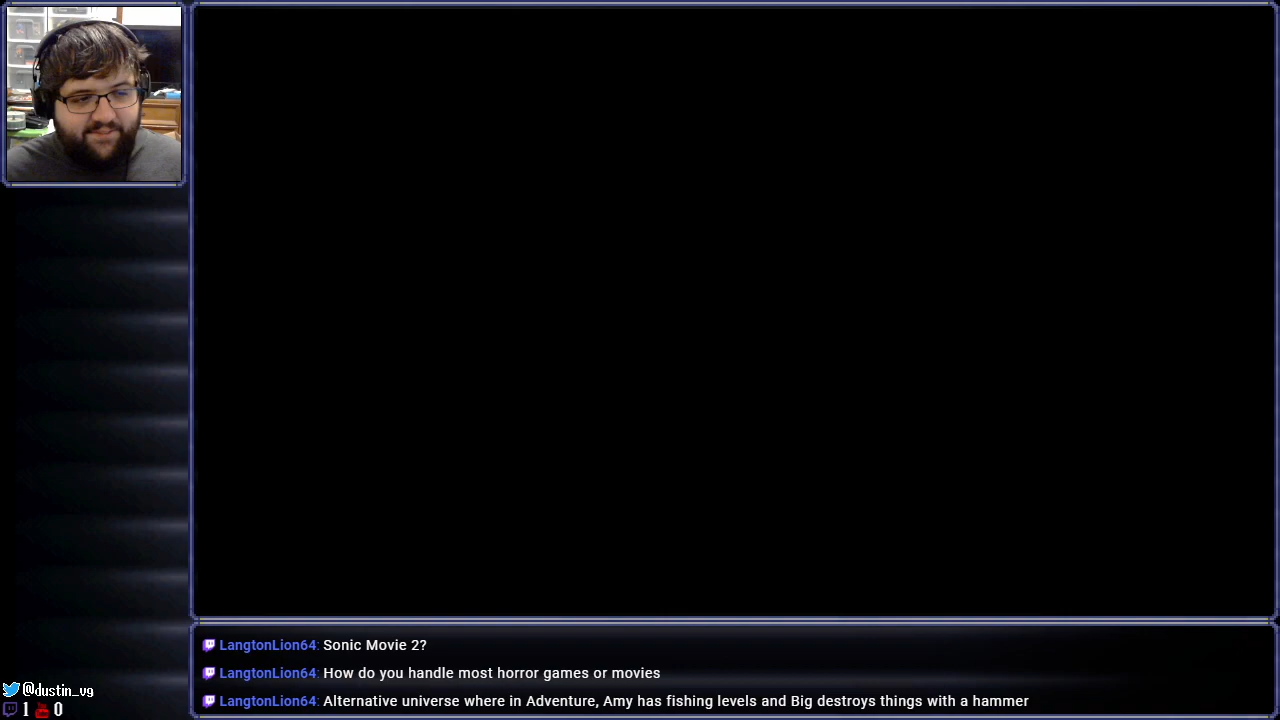 LangtonLion64: Sonic Movie 2?
LangtonLion64: How do you handle most horror games or movies
LangtonLion64: Alternative universe where in Adventure, Amy has fishing levels and Big destroys things with a hammer
@dustin_vg
1 0